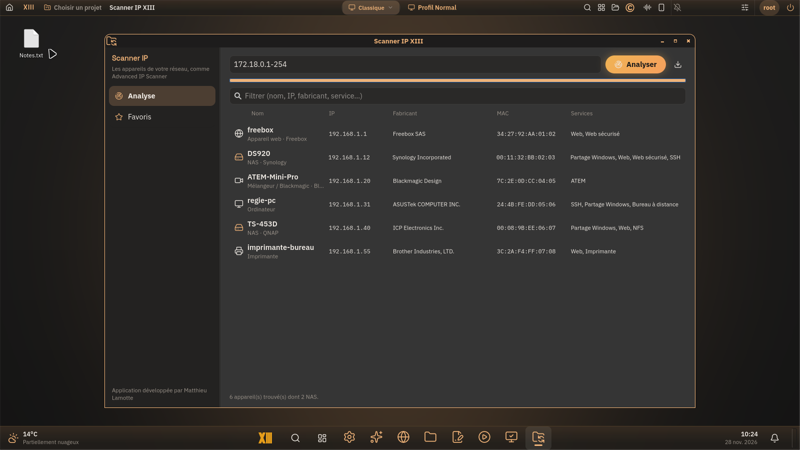 XIII
Choisir un projet
Scanner IP XIII
Classique
Profil Normal
root
Notes.txt
Scanner IP XIII
Scanner IP
Les appareils de votre réseau, comme
Advanced IP Scanner
Analyse
Favoris
Application développée par Matthieu
Lamotte
172.18.0.1-254
Analyser
Filtrer (nom, IP, fabricant, service...)
Nom IP Fabricant MAC Services
freebox 192.168.1.1 Freebox SAS 34:27:92:AA:01:02 Web, Web sécurisé
Appareil web · Freebox
DS920 192.168.1.12 Synology Incorporated 00:11:32:BB:02:03 Partage Windows, Web, Web sécurisé, SSH
NAS · Synology
ATEM-Mini-Pro 192.168.1.20 Blackmagic Design 7C:2E:0D:CC:04:05 ATEM
Mélangeur / Blackmagic · Bl...
regie-pc 192.168.1.31 ASUSTek COMPUTER INC. 24:4B:FE:DD:05:06 SSH, Partage Windows, Bureau à distance
Ordinateur
TS-453D 192.168.1.40 ICP Electronics Inc. 00:08:9B:EE:06:07 Partage Windows, Web, NFS
NAS · QNAP
imprimante-bureau 192.168.1.55 Brother Industries, LTD. 3C:2A:F4:FF:07:08 Web, Imprimante
Imprimante
6 appareil(s) trouvé(s) dont 2 NAS.
14°C
Partiellement nuageux
XIII
10:24
28 nov. 2026